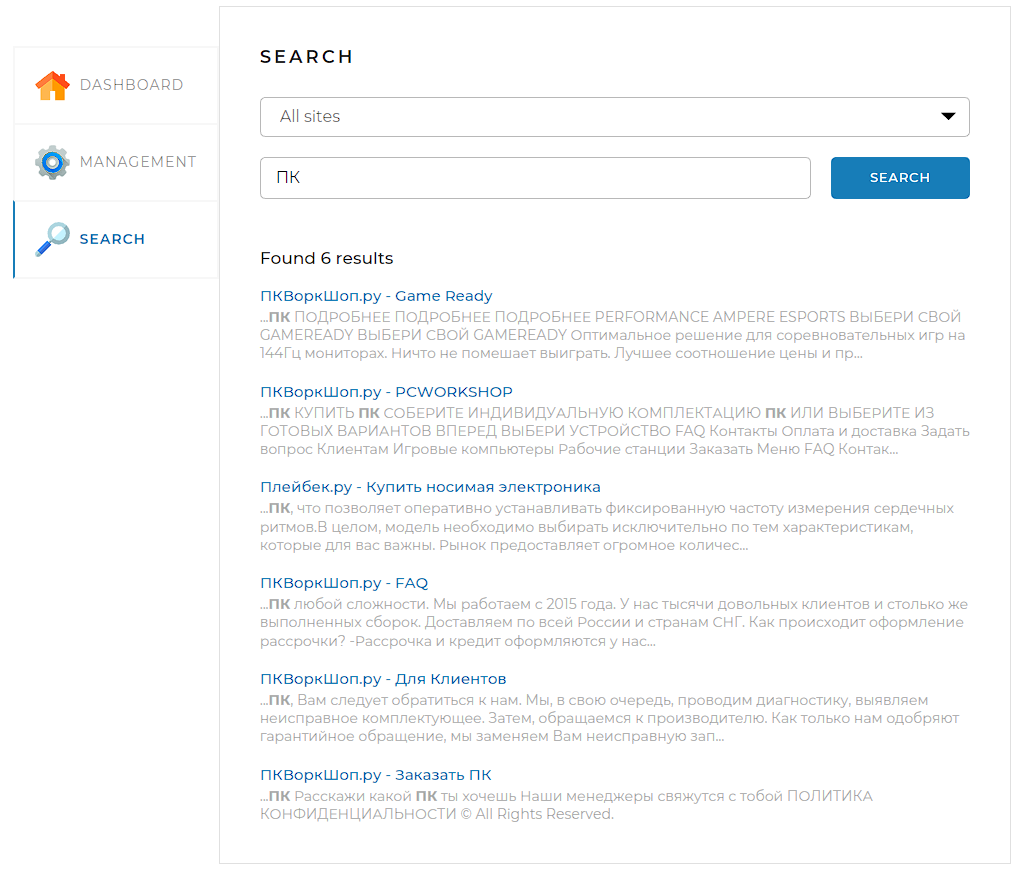 DASHBOARD
MANAGEMENT
SEARCH
SEARCH
All sites
ПК
SEARCH
Found 6 results
ПКВоркШоп.ру - Game Ready
...ПК ПОДРОБНЕЕ ПОДРОБНЕЕ ПОДРОБНЕЕ PERFORMANCE AMPERE ESPORTS ВЫБЕРИ СВОЙ
GAMEREADY ВЫБЕРИ СВОЙ GAMEREADY Оптимальное решение для соревновательных игр на
144Гц мониторах. Ничто не помешает выиграть. Лучшее соотношение цены и пр...
ПКВоркШоп.ру - PCWORKSHOP
...ПК КУПИТЬ ПК СОБЕРИТЕ ИНДИВИДУАЛЬНУЮ КОМПЛЕКТАЦИЮ ПК ИЛИ ВЫБЕРИТЕ ИЗ
ГОТОВЫХ ВАРИАНТОВ ВПЕРЕД ВЫБЕРИ УСТРОЙСТВО FAQ Контакты Оплата и доставка Задать
вопрос Клиентам Игровые компьютеры Рабочие станции Заказать Меню FAQ Контак...
Плейбек.ру - Купить носимая электроника
...ПК, что позволяет оперативно устанавливать фиксированную частоту измерения сердечных
ритмов.В целом, модель необходимо выбирать исключительно по тем характеристикам,
которые для вас важны. Рынок предоставляет огромное количес...
ПКВоркШоп.ру - FAQ
...ПК любой сложности. Мы работаем с 2015 года. У нас тысячи довольных клиентов и столько же
выполненных сборок. Доставляем по всей России и странам СНГ. Как происходит оформление
рассрочки? -Рассрочка и кредит оформляются у нас...
ПКВоркШоп.ру - Для Клиентов
...ПК, Вам следует обратиться к нам. Мы, в свою очередь, проводим диагностику, выявляем
неисправное комплектующее. Затем, обращаемся к производителю. Как только нам одобряют
гарантийное обращение, мы заменяем Вам неисправную зап...
ПКВоркШоп.ру - Заказать ПК
...ПК Расскажи какой ПК ты хочешь Наши менеджеры свяжутся с тобой ПОЛИТИКА
КОНФИДЕНЦИАЛЬНОСТИ © All Rights Reserved.